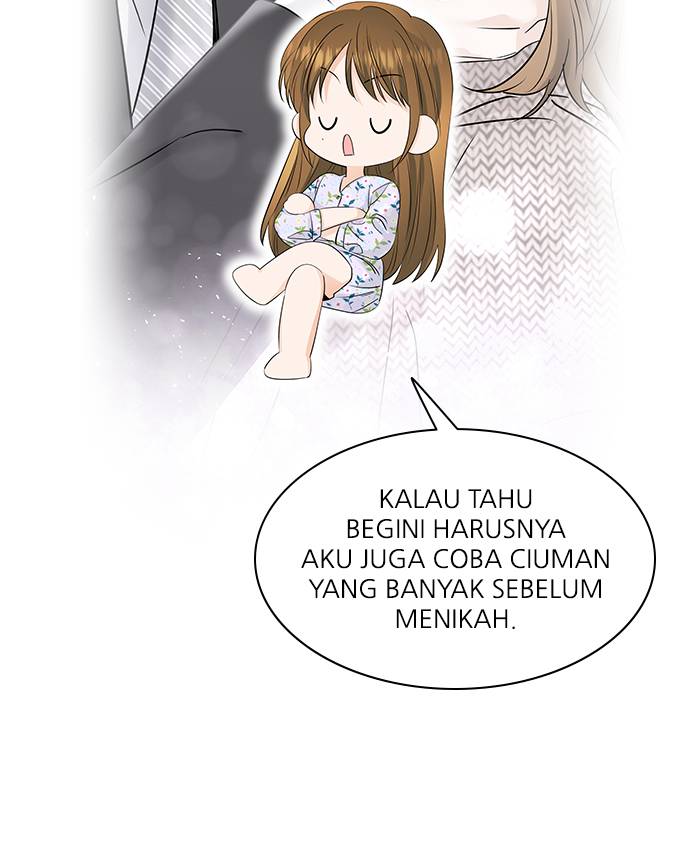 KALAU TAHU
BEGINI HARUSNYA
AKU JUGA COBA CIUMAN
YANG BANYAK SEBELUM
MENIKAH.